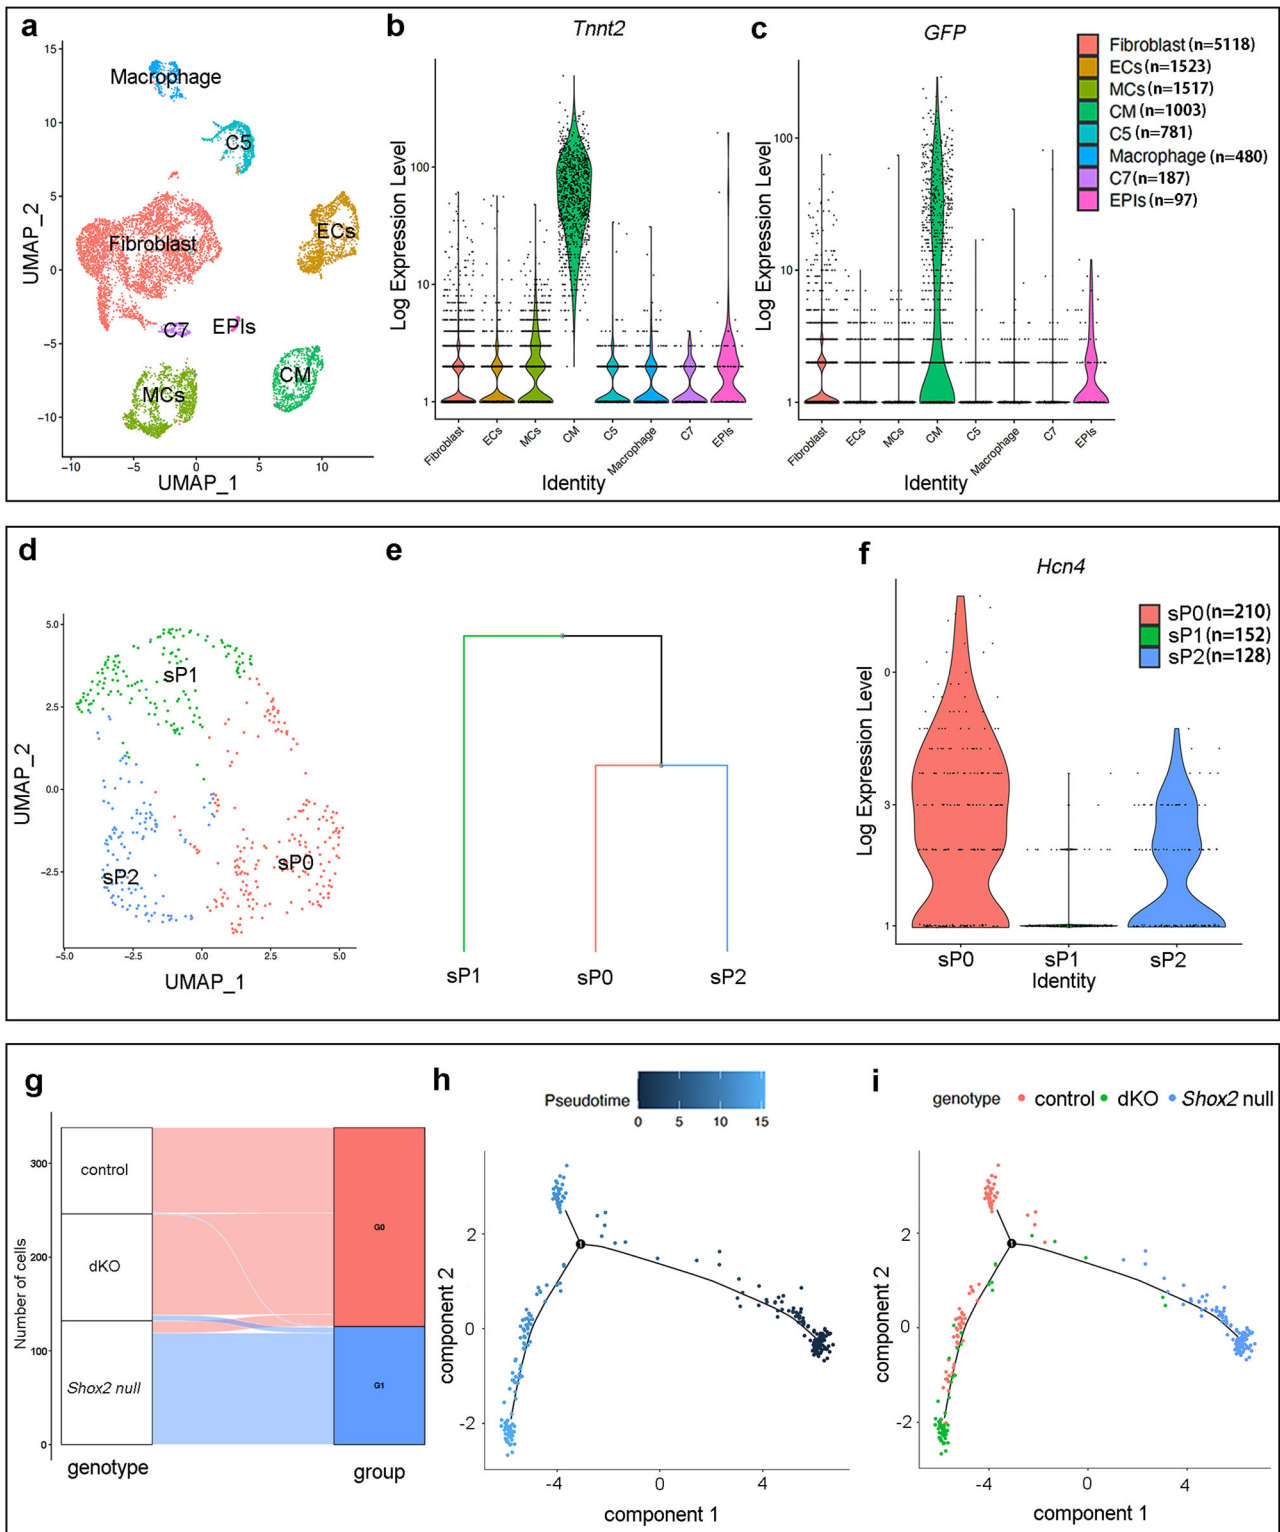 a
Macrophage
C5
Fibroblast
ECs
C7
EPIs
MCs
CM
15
10
5
0
−5
−10
UMAP_2
−10
−5
0
5
10
UMAP_1
b
Tnnt2
Log Expression Level
100
10
1
Fibroblast
ECs
MCs
CM
C5
Macrophage
C7
EPIs
Identity
c
GFP
Log Expression Level
100
10
1
Fibroblast
ECs
MCs
CM
C5
Macrophage
C7
EPIs
Identity
Fibroblast (n=5118)
ECs (n=1523)
MCs (n=1517)
CM (n=1003)
C5 (n=781)
Macrophage (n=480)
C7 (n=187)
EPIs (n=97)
d
sP1
sP0
sP2
5.0
2.5
0.0
−2.5
UMAP_2
−5.0
−2.5
0.0
2.5
5.0
UMAP_1
e
sP1
sP0
sP2
f
Hcn4
Log Expression Level
0
3
1
sP0
sP1
sP2
Identity
sP0 (n=210)
sP1 (n=152)
sP2 (n=128)
g
Number of cells
300
200
100
0
control
dKO
Shox2 null
G0
G1
genotype
group
h
Pseudotime
0
5
10
15
component 2
2
0
-2
1
-4
0
4
component 1
i
genotype
control
dKO
Shox2 null
component 2
2
0
-2
1
-4
0
4
component 1